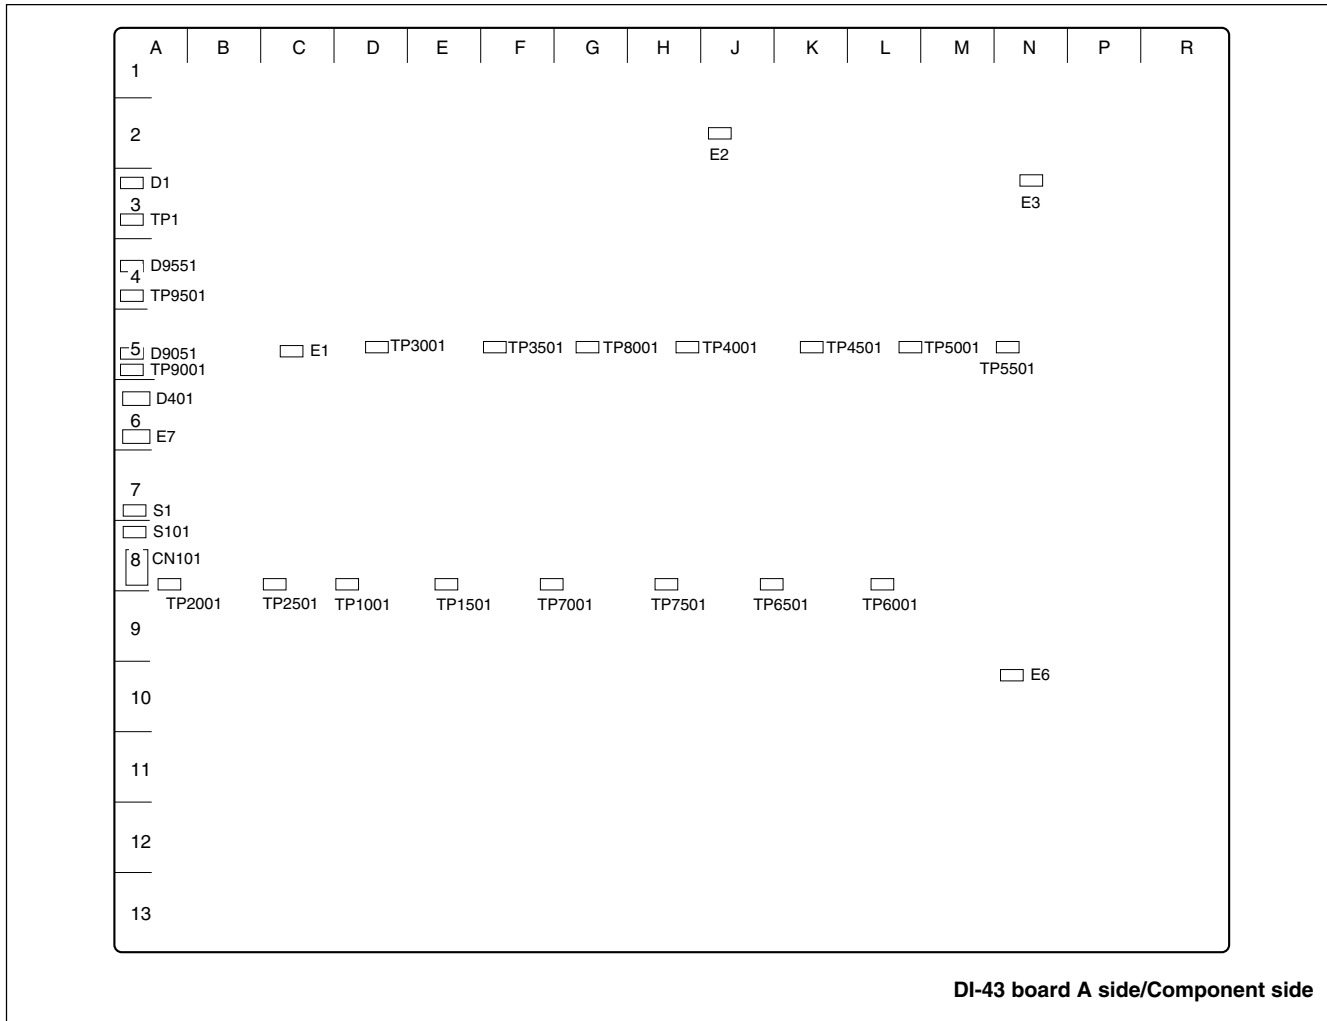 A B C D E F G H J K L M N P R
1
2
E2
D1
E3
3
TP1
D9551
4
TP9501
5
D9051
E1
TP3001
TP3501
TP8001
TP4001
TP4501
TP5001
TP9001
TP5501
D401
6
E7
7
S1
S101
8
CN101
TP2001
TP2501
TP1001
TP1501
TP7001
TP7501
TP6501
TP6001
9
E6
10
11
12
13
DI-43 board A side/Component side